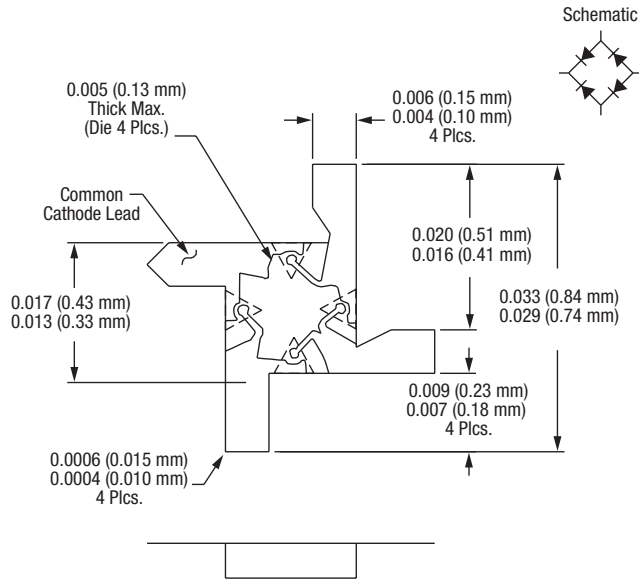 Schematic
0.005 (0.13 mm)
Thick Max.
(Die 4 Plcs.)
0.006 (0.15 mm)
0.004 (0.10 mm)
4 Plcs.
Common
Cathode Lead
0.020 (0.51 mm)
0.016 (0.41 mm)
0.017 (0.43 mm)
0.013 (0.33 mm)
0.033 (0.84 mm)
0.029 (0.74 mm)
0.009 (0.23 mm)
0.007 (0.18 mm)
4 Plcs.
0.0006 (0.015 mm)
0.0004 (0.010 mm)
4 Plcs.